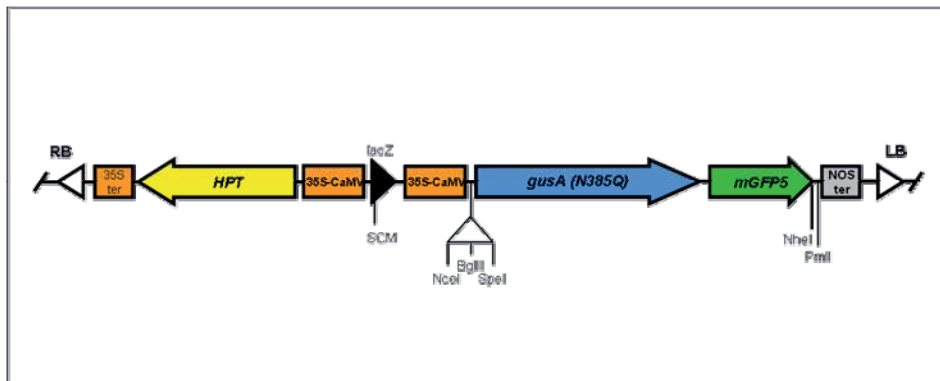 RB
35S
ter
HPT
35S-CaMV
lacZ
35S-CaMV
gusA (N385Q)
mGFP5
NOS
ter
LB
SCM
NcoI
BglII
SpeI
NheI
PmlI